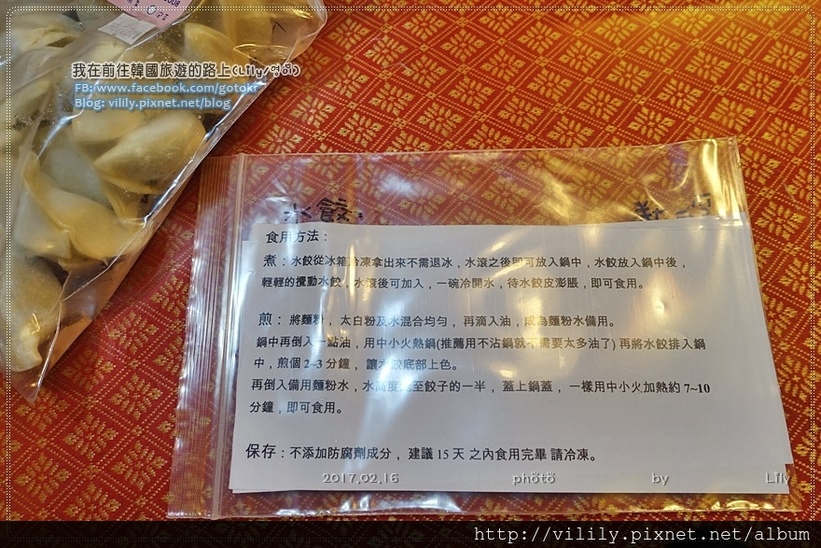 我在前往韓國旅遊的路上(Lily/영희)
FB: www.facebook.com/gotokr
Blog: vilily.pixnet.net/blog
水餃
食用方法：
煮：水餃從冰箱冷凍拿出來不需退冰，水滾之後即可放入鍋中，水餃放入鍋中後，
輕輕的攪動水餃，水滾後可加入，一碗冷開水，待水餃皮澎脹，即可食用。
煎：將麵粉，太白粉及水混合均勻，再滴入油，成為麵粉水備用。
鍋中再倒入一點油，用中小火熱鍋(推薦用不沾鍋就不需要太多油了)再將水餃排入鍋
中，煎個 2~3 分鐘，讓水餃底部上色。
再倒入備用麵粉水，水高度 至餃子的一半，蓋上鍋蓋，一樣用中小火加熱約 7~10
分鐘，即可食用。
保存：不添加防腐劑成分，建議 15 天 之內食用完畢 請冷凍。
2017.02.16 photo by Lily
http://vilily.pixnet.net/album